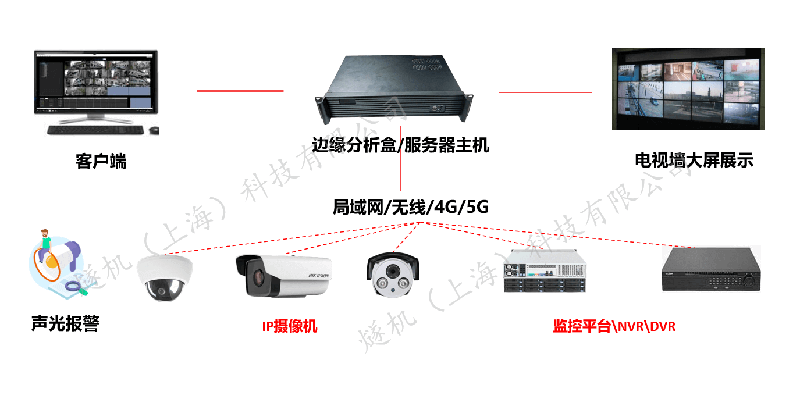 边缘分析盒/服务器主机
客户端
电视墙大屏展示
局域网/无线/4G/5G
声光报警
IP摄像机
监控平台\NVR\DVR
燧机（上海）科技有限公司
燧机（上海）科技有限公司